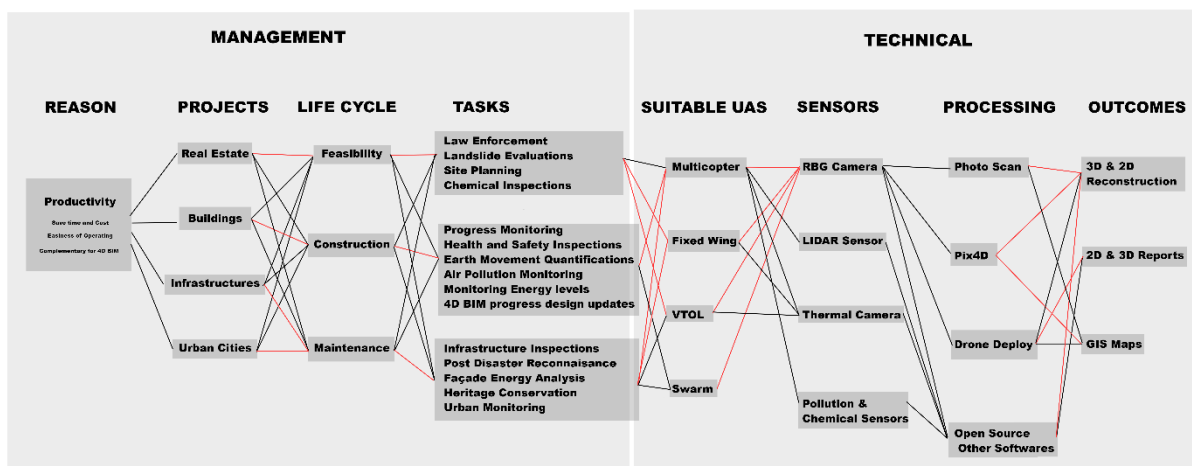 MANAGEMENT
TECHNICAL
REASON
PROJECTS
LIFE CYCLE
TASKS
SUITABLE UAS
SENSORS
PROCESSING
OUTCOMES
Productivity
Save time and Cost
Easiness of Operating
Complementary for 4D BIM
Real Estate
Buildings
Infrastructures
Urban Cities
Feasibility
Construction
Maintenance
Law Enforcement
Landslide Evaluations
Site Planning
Chemical Inspections
Progress Monitoring
Health and Safety Inspections
Earth Movement Quantifications
Air Pollution Monitoring
Monitoring Energy levels
4D BIM progress design updates
Infrastructure Inspections
Post Disaster Reconnaisance
Façade Energy Analysis
Heritage Conservation
Urban Monitoring
Multicopter
Fixed Wing
VTOL
Swarm
RBG Camera
LIDAR Sensor
Thermal Camera
Pollution &
Chemical Sensors
Photo Scan
Pix4D
Drone Deploy
Open Source
Other Softwares
3D & 2D
Reconstruction
2D & 3D Reports
GIS Maps